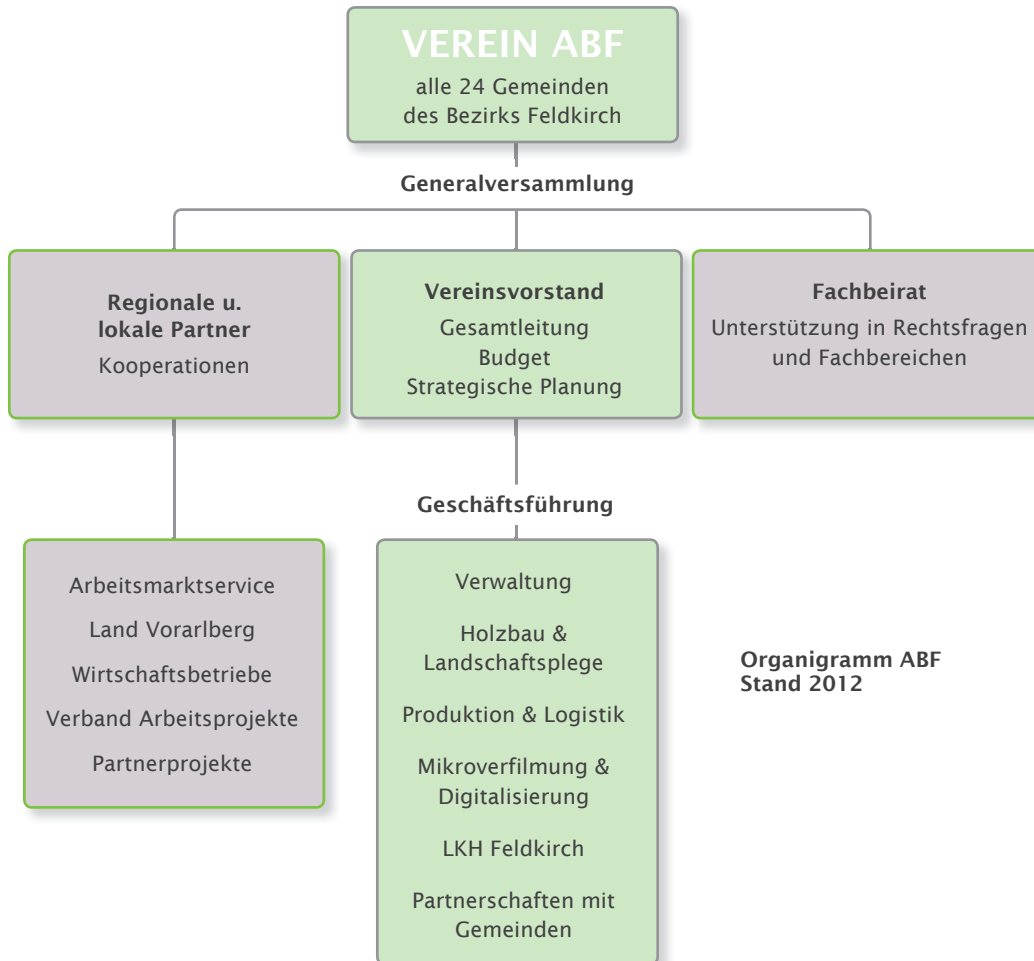 VEREIN ABF
alle 24 Gemeinden
des Bezirks Feldkirch
Generalversammlung
Regionale u.
lokale Partner
Kooperationen
Vereinsvorstand
Gesamtleitung
Budget
Strategische Planung
Fachbeirat
Unterstützung in Rechtsfragen
und Fachbereichen
Geschäftsführung
Arbeitsmarktservice
Land Vorarlberg
Wirtschaftsbetriebe
Verband Arbeitsprojekte
Partnerprojekte
Verwaltung
Holzbau &
Landschaftsplege
Produktion & Logistik
Mikroverfilmung &
Digitalisierung
LKH Feldkirch
Partnerschaften mit
Gemeinden
Organigramm ABF
Stand 2012